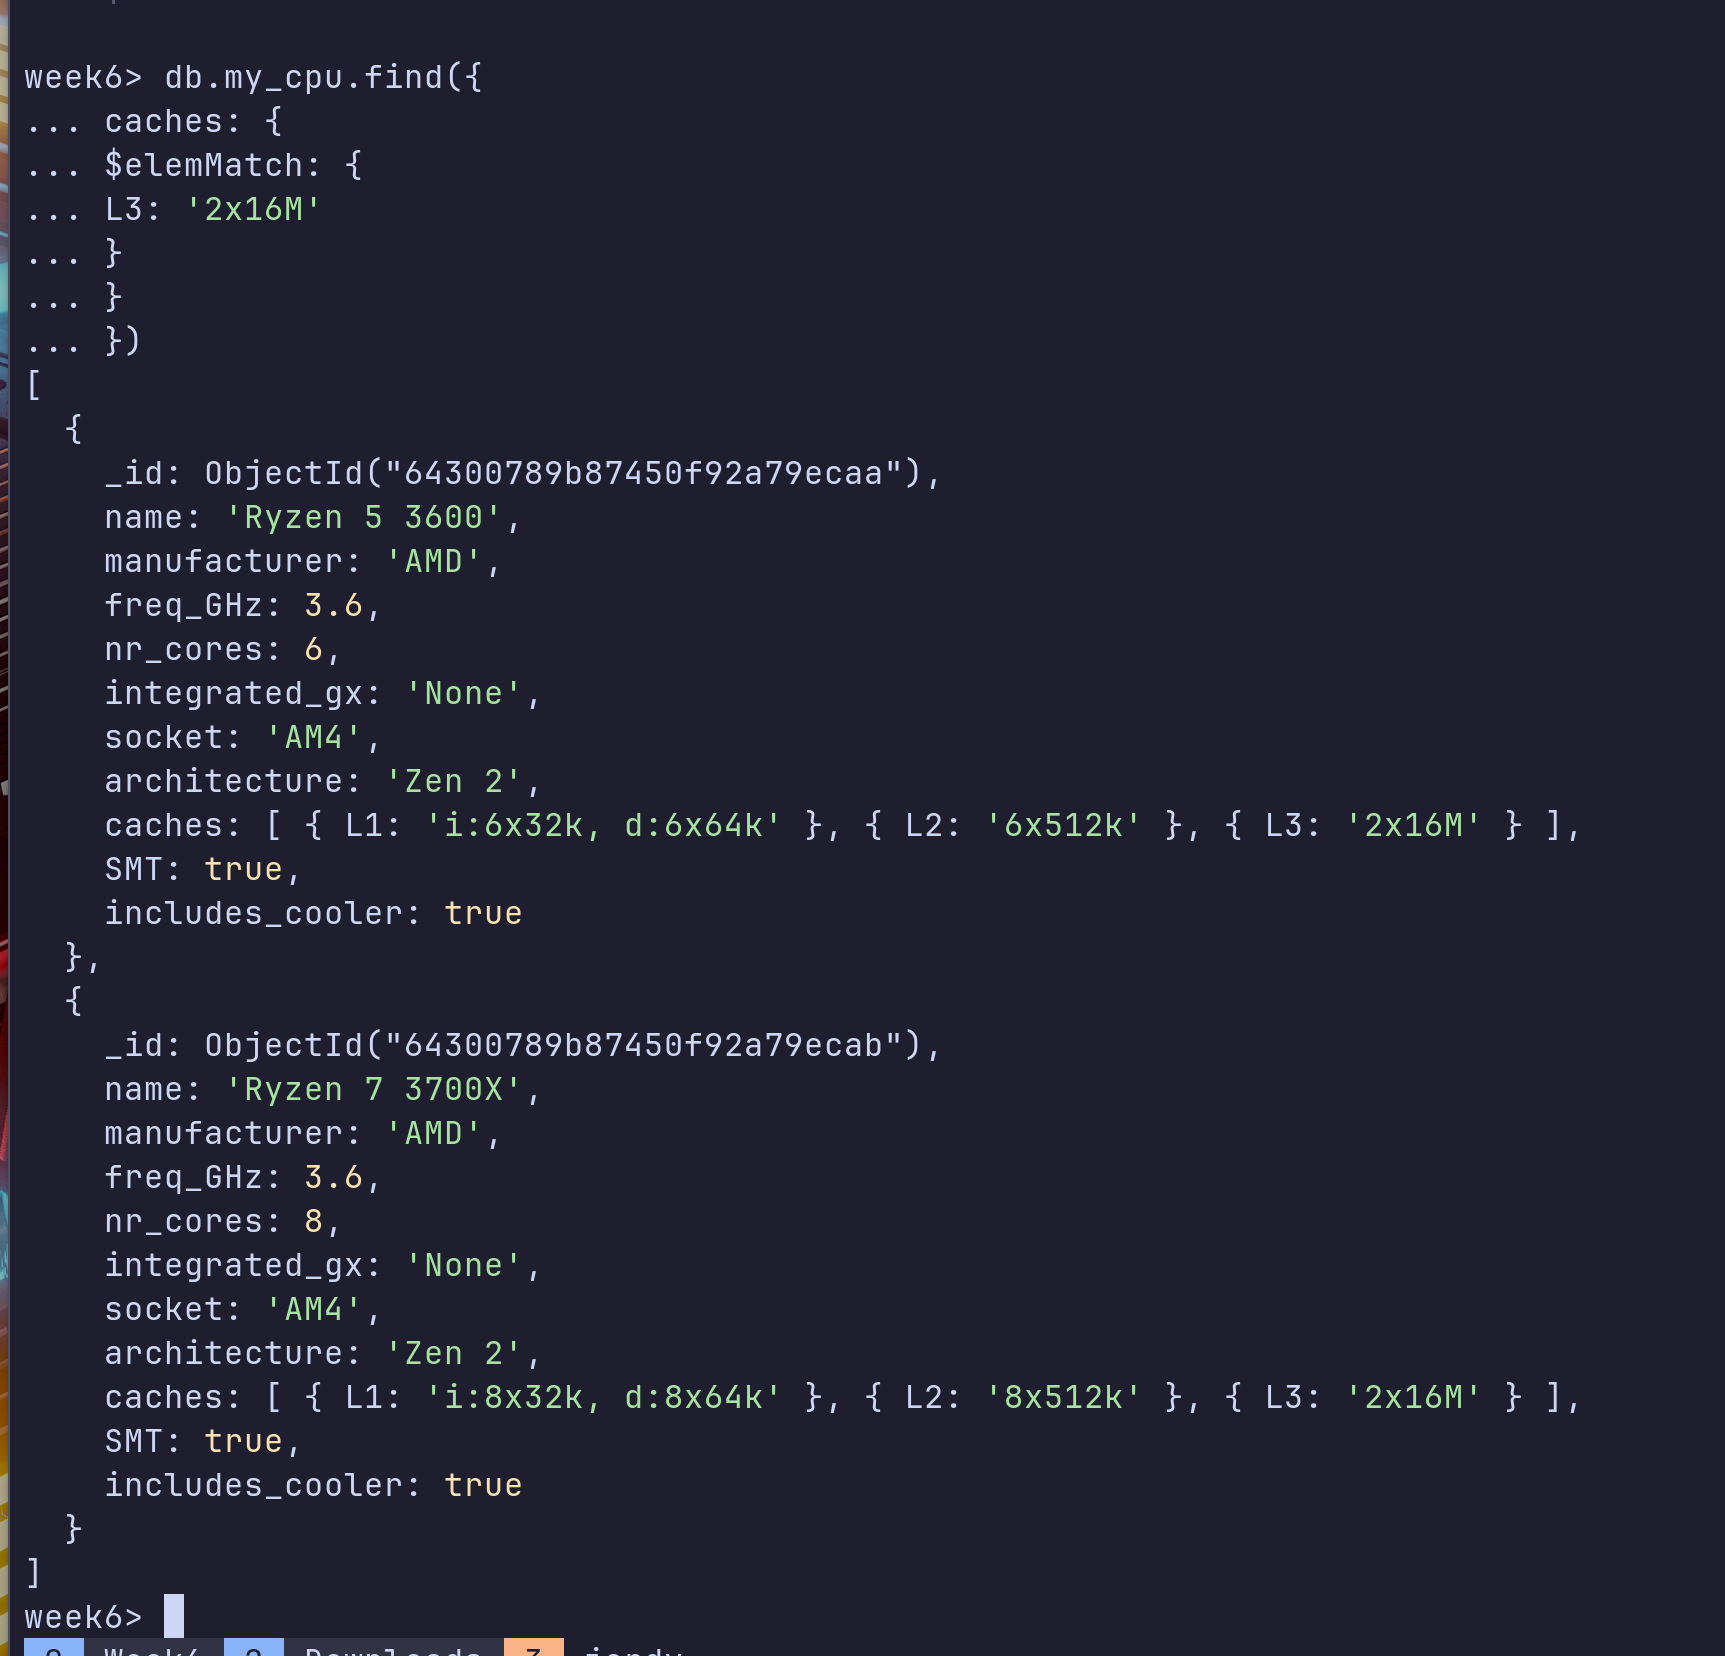 week6> db.my_cpu.find({
... caches: {
... $elemMatch: {
... L3: '2x16M'
... }
... }
... })
[
  {
    _id: ObjectId("64300789b87450f92a79ecaa"),
    name: 'Ryzen 5 3600',
    manufacturer: 'AMD',
    freq_GHz: 3.6,
    nr_cores: 6,
    integrated_gx: 'None',
    socket: 'AM4',
    architecture: 'Zen 2',
    caches: [ { L1: 'i:6x32k, d:6x64k' }, { L2: '6x512k' }, { L3: '2x16M' } ],
    SMT: true,
    includes_cooler: true
  },
  {
    _id: ObjectId("64300789b87450f92a79ecab"),
    name: 'Ryzen 7 3700X',
    manufacturer: 'AMD',
    freq_GHz: 3.6,
    nr_cores: 8,
    integrated_gx: 'None',
    socket: 'AM4',
    architecture: 'Zen 2',
    caches: [ { L1: 'i:8x32k, d:8x64k' }, { L2: '8x512k' }, { L3: '2x16M' } ],
    SMT: true,
    includes_cooler: true
  }
]
week6>
Week6 Downloads